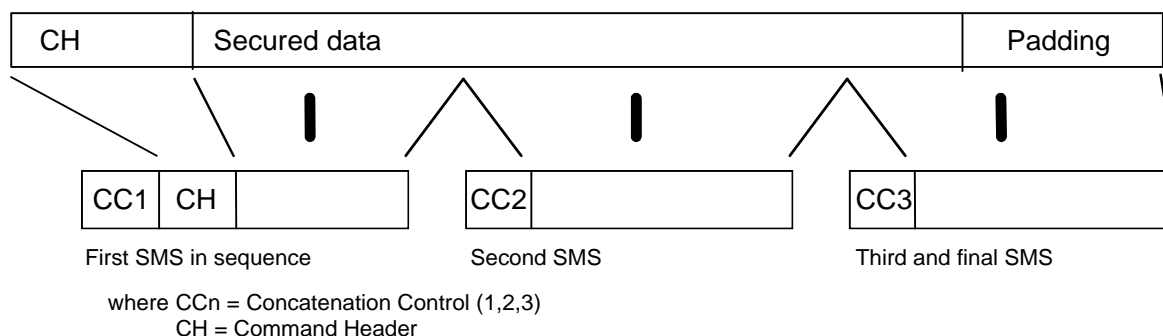 CH Secured data Padding
CC1 CH CC2 CC3
First SMS in sequence Second SMS Third and final SMS
where CCn = Concatenation Control (1,2,3)
CH = Command Header